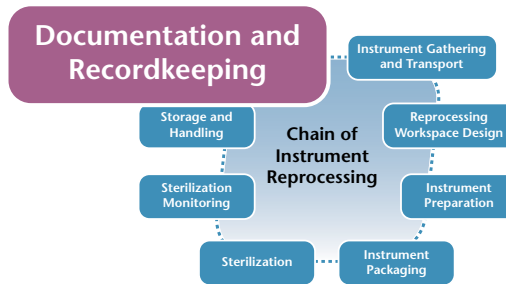 Documentation and
Recordkeeping
Instrument Gathering
and Transport
Storage and
Handling
Chain of
Instrument
Reprocessing
Reprocessing
Workspace Design
Sterilization
Monitoring
Instrument
Preparation
Sterilization
Instrument
Packaging